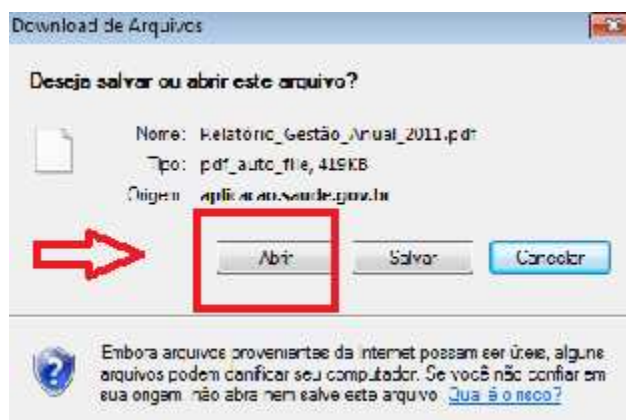 Download de Arquivos
Deseja salvar ou abrir este arquivo?
Nome: Relatório_Gestão_Anual_2011.pdf
Tipo: pdf_auto_file, 419KB
Origem: aplicacao.saude.gov.br
Abrir Salvar Cancelar
Embora arquivos provenientes da Internet possam ser úteis, alguns
arquivos podem danificar seu computador. Se você não confiar em
sua origem, não abra nem salve este arquivo. Qual é o risco?